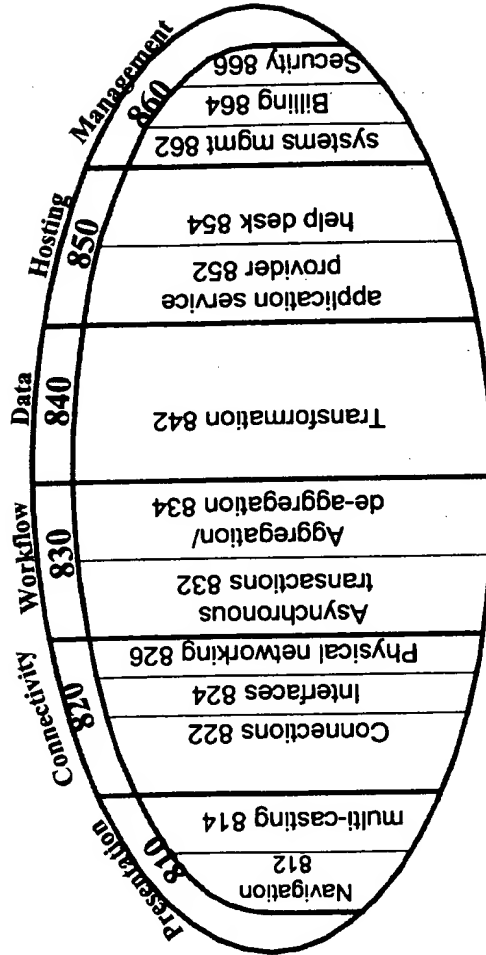 Presentation
810
Navigation
812
multi-casting 814
Connectivity
820
Connections 822
Interfaces 824
Physical networking 826
Workflow
830
Asynchronous
transactions 832
Aggregation/
de-aggregation 834
Data
840
Transformation 842
Hosting
850
application service
provider 852
help desk 854
Management
860
systems mgmt 862
Billing 864
Security 866